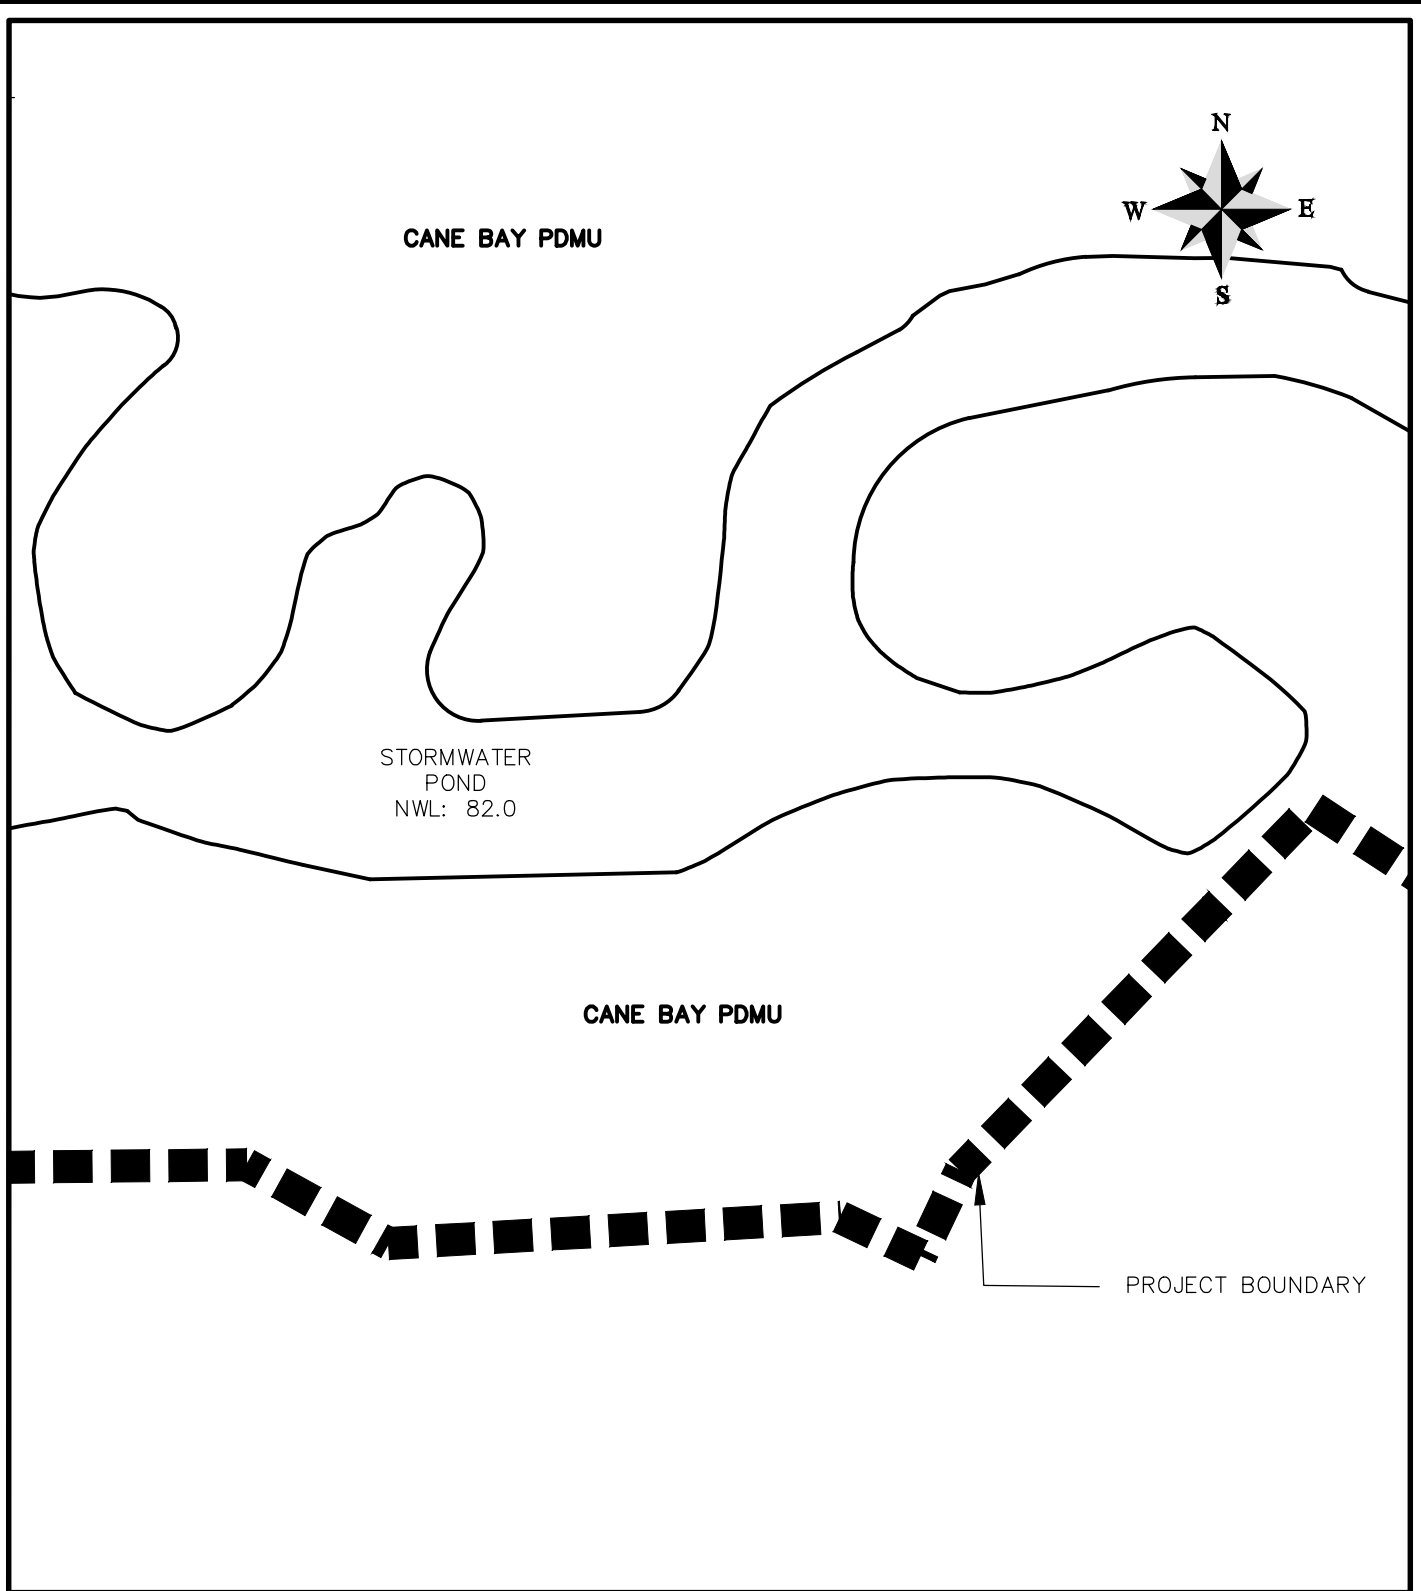 N
W E
S
CANE BAY PDMU
STORMWATER
POND
NWL: 82.0
CANE BAY PDMU
PROJECT BOUNDARY